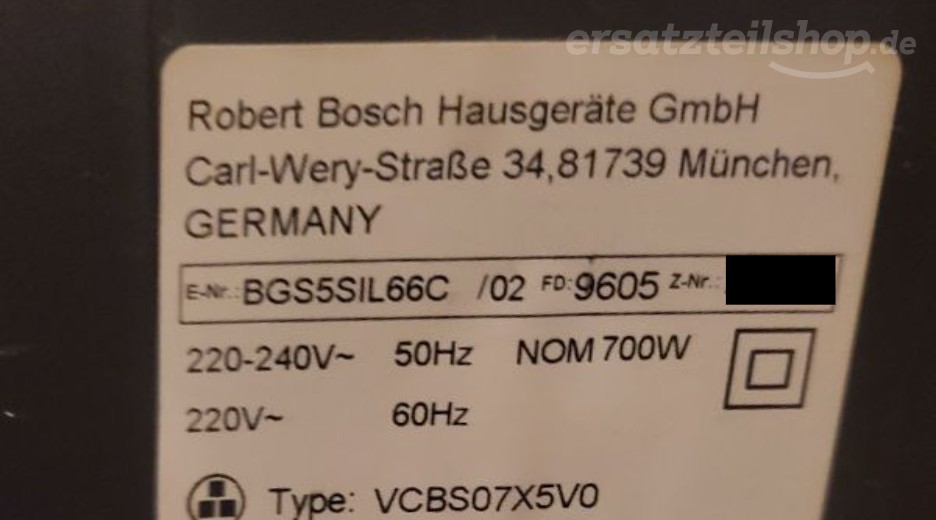 ersatzteilshop.de
Robert Bosch Hausgeräte GmbH
Carl-Wery-Straße 34,81739 München,
GERMANY
E-Nr.: BGS5SIL66C /02 FD: 9605 Z-Nr.:
220-240V~ 50Hz NOM 700W
220V~ 60Hz
Type: VCBS07X5V0